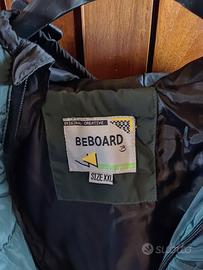 ORIGINAL CREATIVE
BEBOARD
SIZE XXL
subito